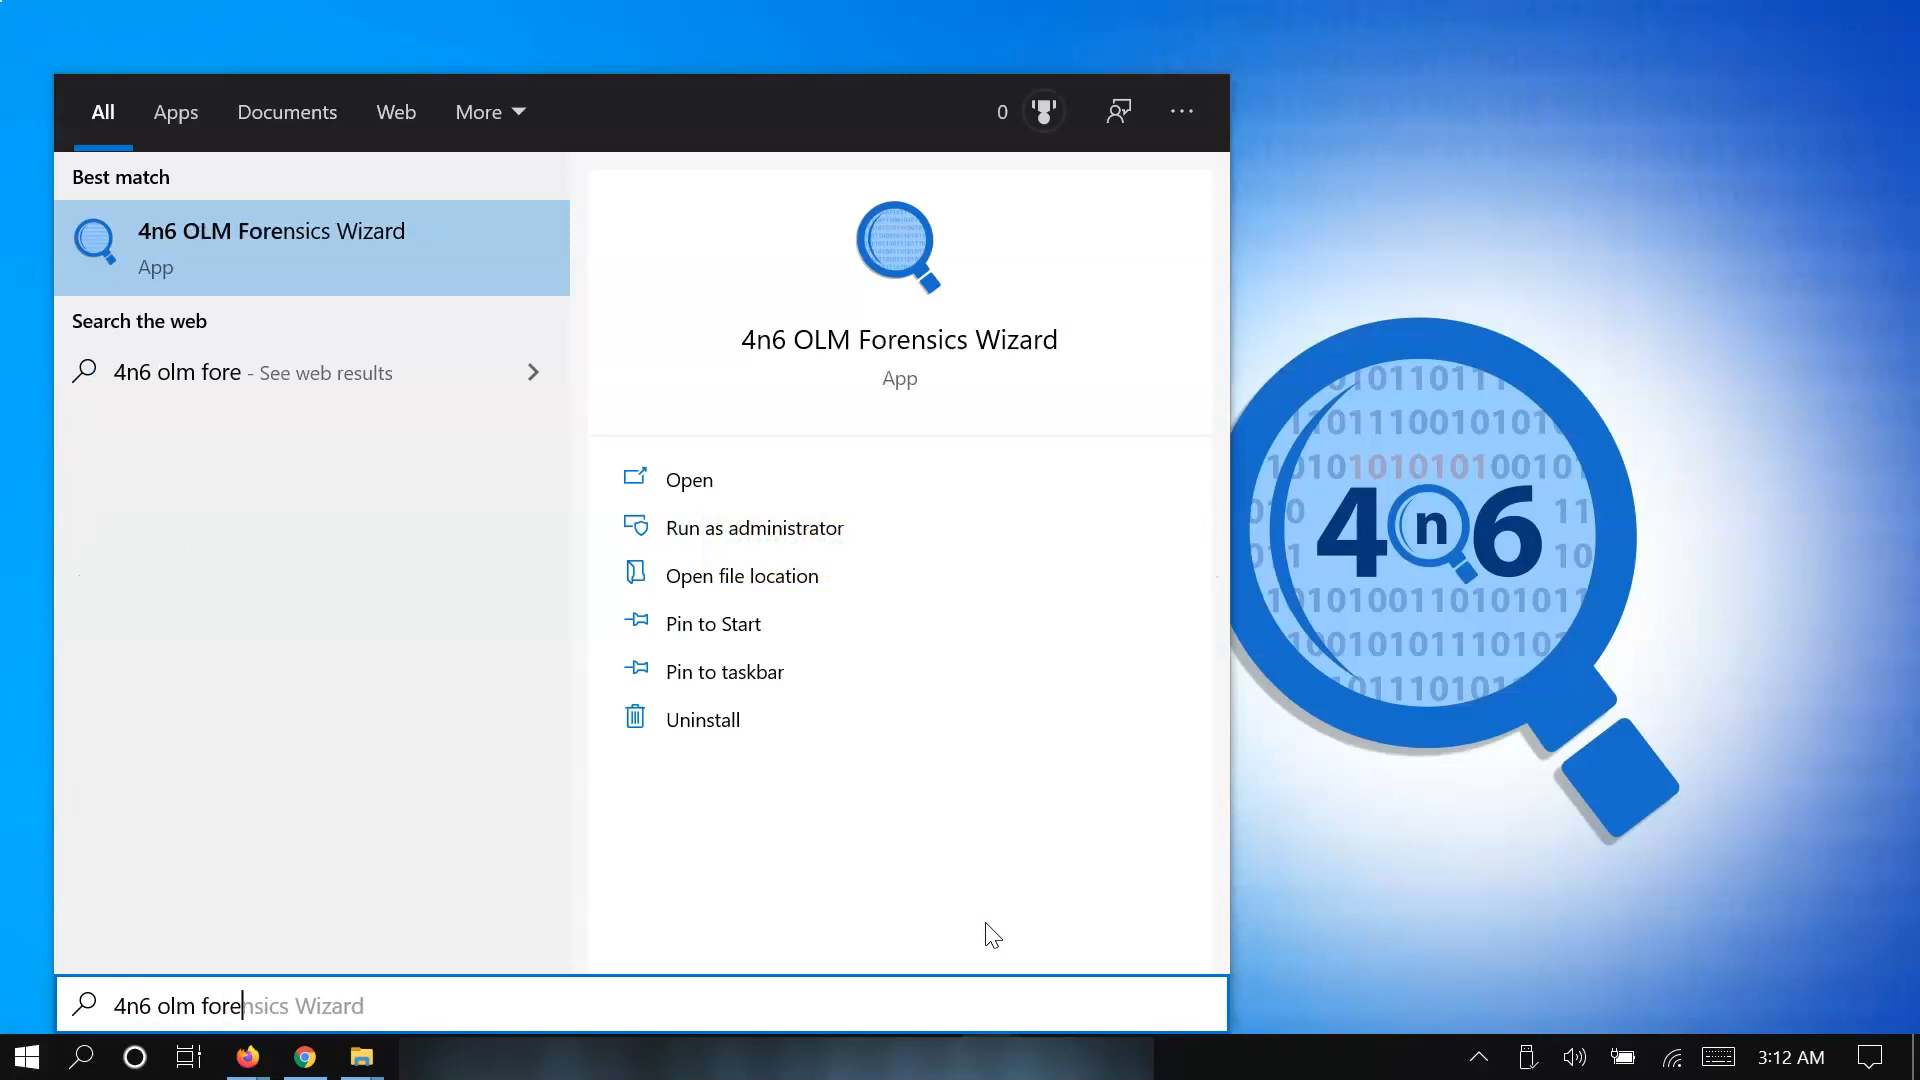 All Apps Documents Web More 0
Best match
4n6 OLM Forensics Wizard
App
Search the web
4n6 olm fore - See web results
4n6 OLM Forensics Wizard
App
Open
Run as administrator
Open file location
Pin to Start
Pin to taskbar
Uninstall
4n6 olm forensics Wizard
4n6
3:12 AM